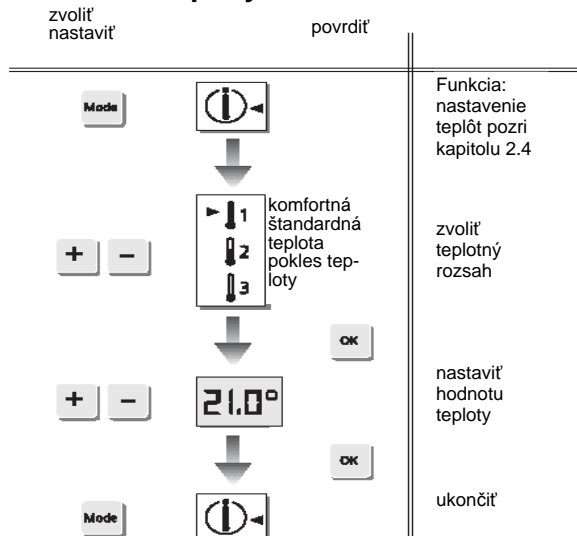 zvoliť
nastaviť
povrdiť
Mode
Funkcia:
nastavenie
teplôt pozri
kapitolu 2.4
+ −
1
2
3
komfortná
štandardná
teplota
pokles tep-
loty
zvoliť
teplotný
rozsah
OK
+ −
21.0°
nastaviť
hodnotu
teploty
OK
Mode
ukončiť